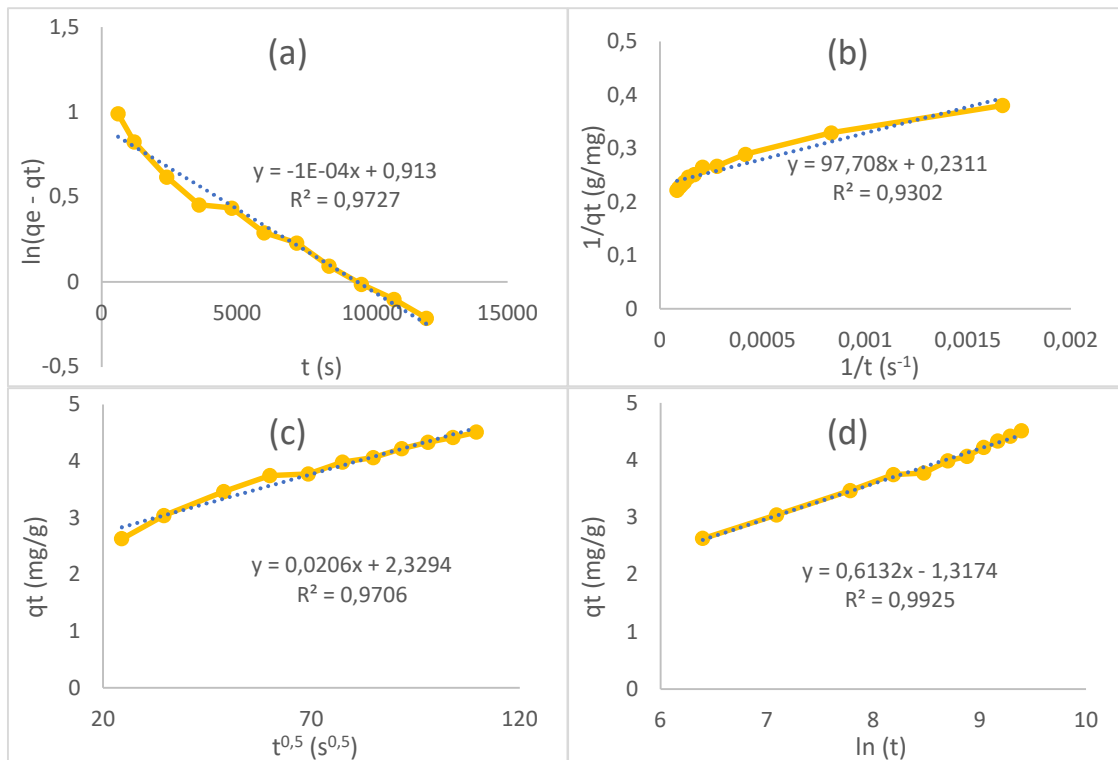 (a)
1,5
1
0,5
0
-0,5
ln(qe - qt)
y = -1E-04x + 0,913
R² = 0,9727
0
5000
10000
15000
t (s)
(b)
0,5
0,4
0,3
0,2
0,1
0
1/qt (g/mg)
y = 97,708x + 0,2311
R² = 0,9302
0
0,0005
0,001
0,0015
0,002
1/t (s⁻¹)
(c)
5
4
3
2
1
0
qt (mg/g)
y = 0,0206x + 2,3294
R² = 0,9706
20
70
120
t⁰,⁵ (s⁰,⁵)
(d)
5
4
3
2
1
0
qt (mg/g)
y = 0,6132x - 1,3174
R² = 0,9925
6
7
8
9
10
ln (t)